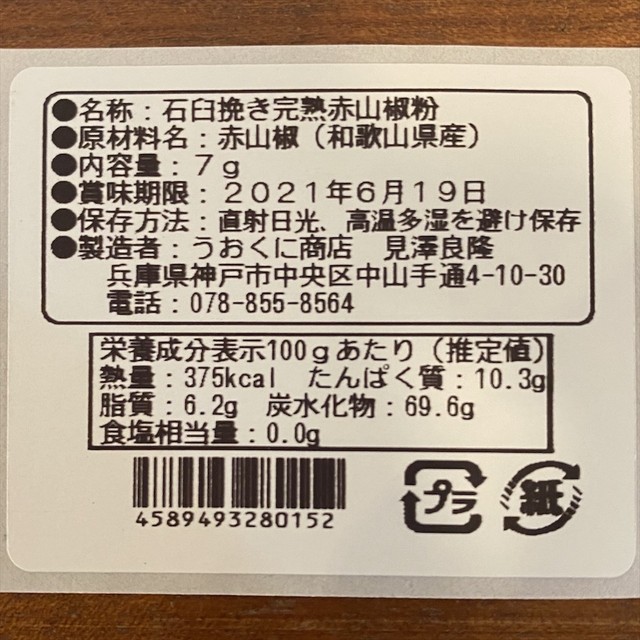 ●名称：石臼挽き完熟赤山椒粉
●原材料名：赤山椒（和歌山県産）
●内容量：７ｇ
●賞味期限：２０２１年６月１９日
●保存方法：直射日光、高温多湿を避け保存
●製造者：うおくに商店　見澤良隆
兵庫県神戸市中央区中山手通4-10-30
電話：078-855-8564
栄養成分表示100ｇあたり（推定値）
熱量：375kcal　たんぱく質：10.3g
脂質：6.2g　炭水化物：69.6g
食塩相当量：0.0g
4589493280152
プラ
紙